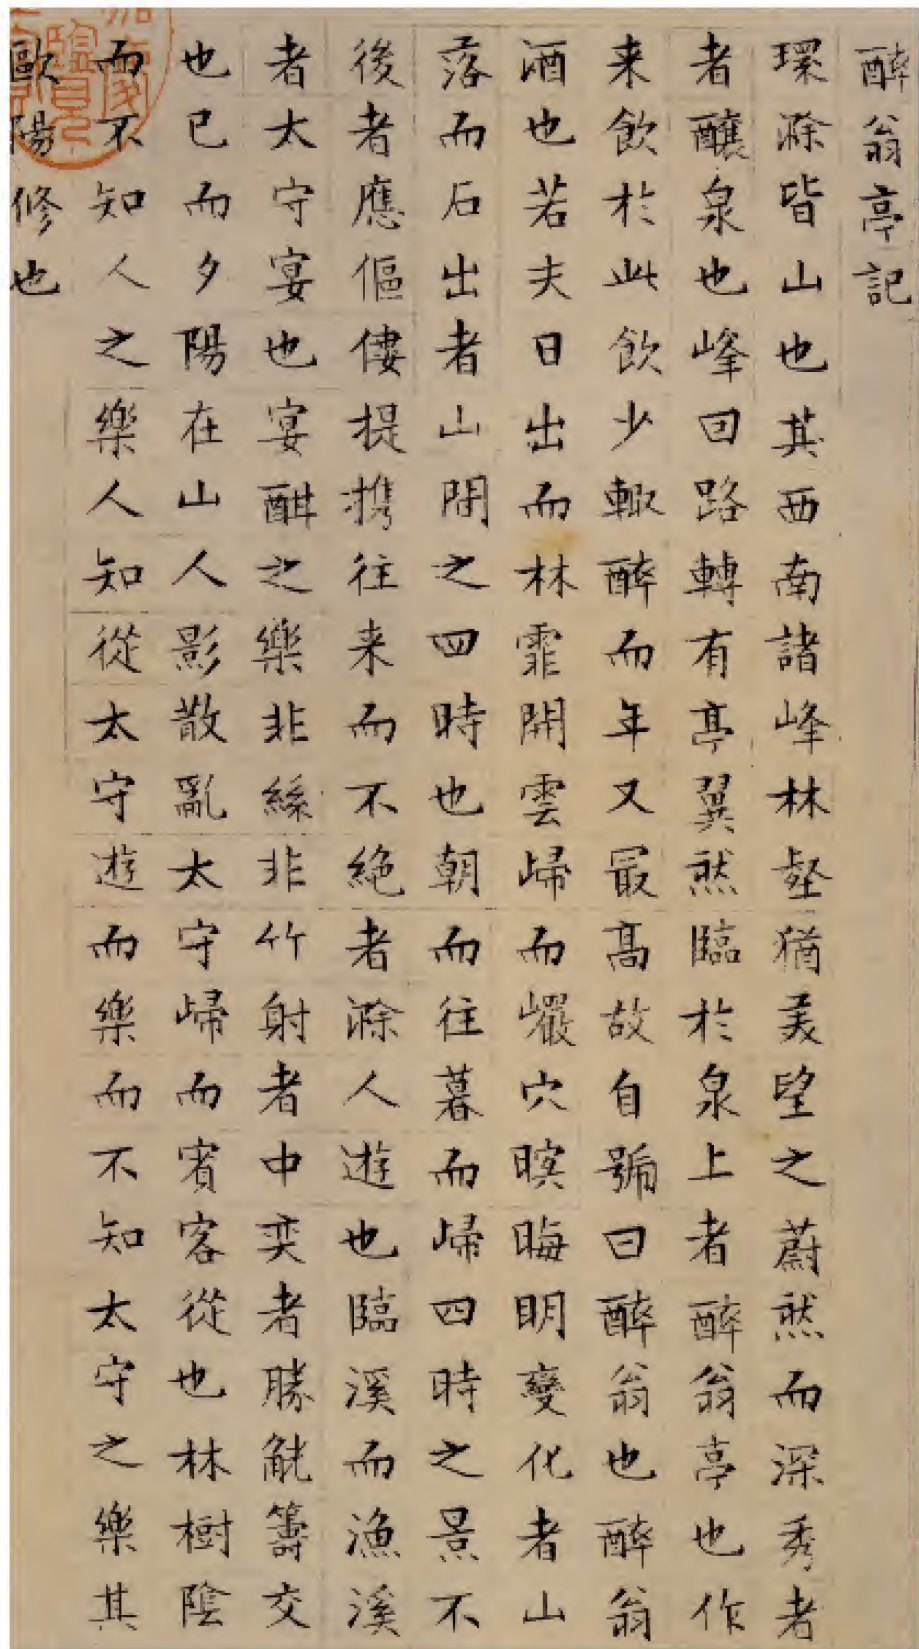 醉翁亭記
環滁皆山也其西南諸峰林壑猶美望之蔚然而深秀者
者釀泉也峰回路轉有亭翼然臨於泉上者醉翁亭也作
来飲於此飲少輙醉而年又最高故自號曰醉翁也醉翁
酒也若夫日出而林霏開雲歸而巖穴暝晦明變化者山
落而石出者山間之四時也朝而往暮而歸四時之景不
後者應傴僂提携往来而不絶者滁人遊也臨溪而漁溪
者太守宴也宴酣之樂非絲非竹射者中奕者勝觥籌交
也已而夕陽在山人影散亂太守歸而賓客從也林樹陰
而不知人之樂人知從太守遊而樂而不知太守之樂其
歐陽修也